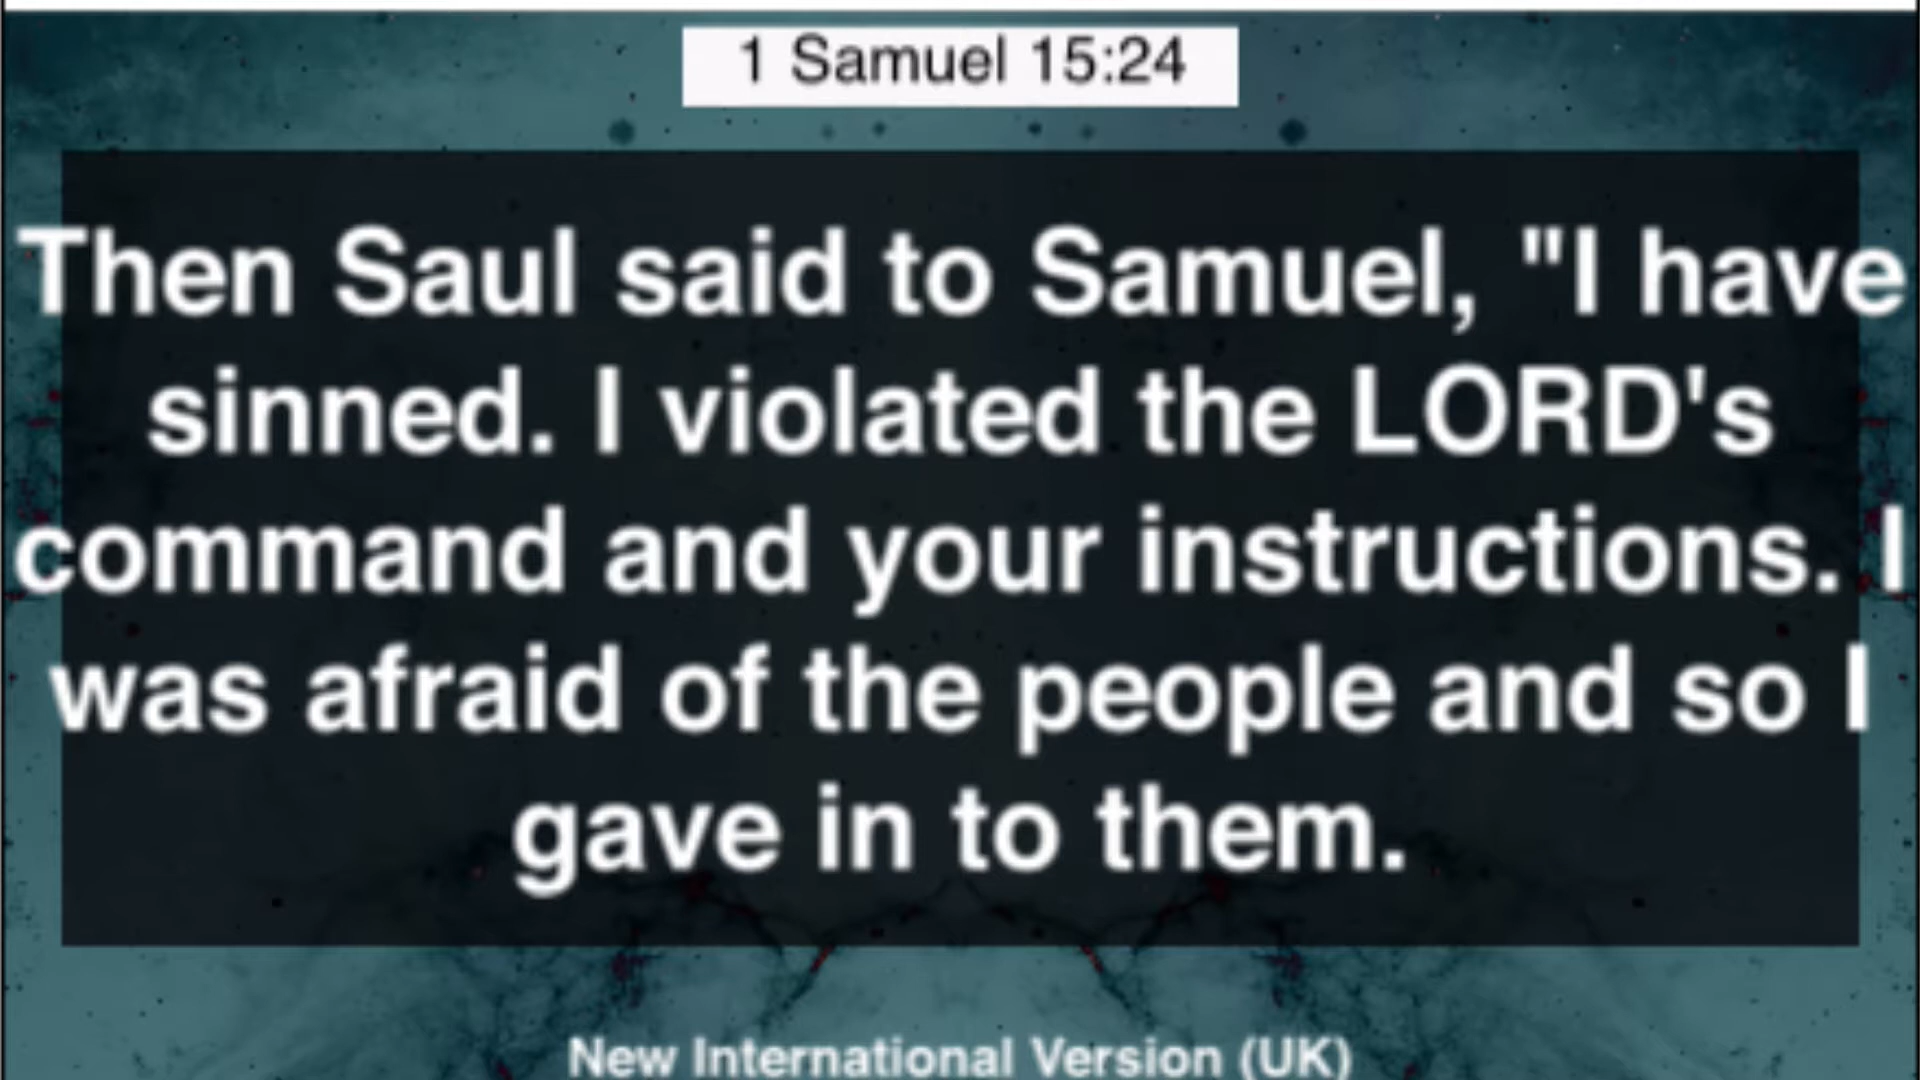 1 Samuel 15:24
Then Saul said to Samuel, "I have
sinned. I violated the LORD's
command and your instructions. I
was afraid of the people and so I
gave in to them.
New International Version (UK)